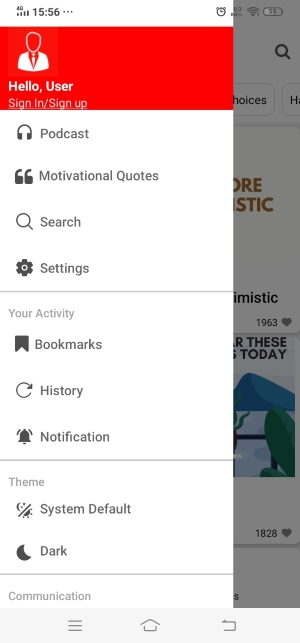 4G 15:56 ... 15
Hello, User
Sign In/Sign up
hoices
Ha
Podcast
Motivational Quotes
Search
Settings
Your Activity
Bookmarks
History
Notification
Theme
System Default
Dark
Communication
ORE
ISTIC
imistic
1963
AR THESE
S TODAY
1828
s